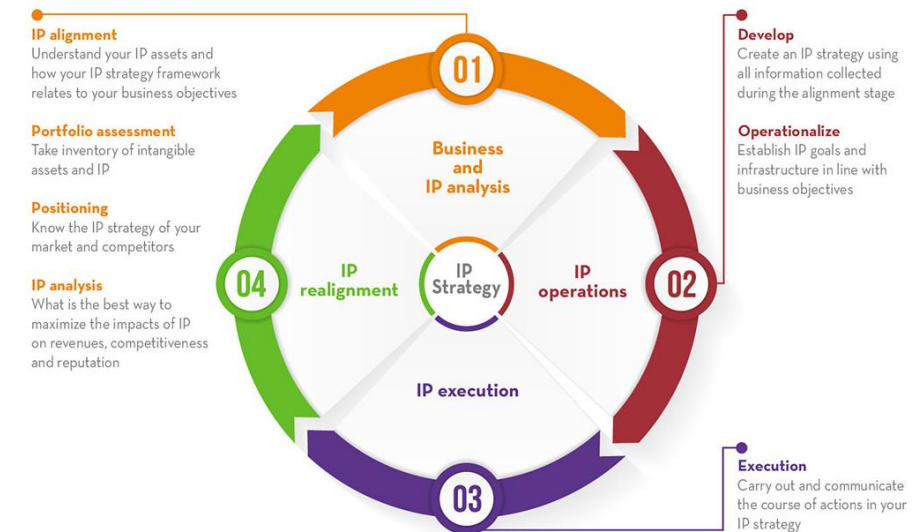 IP alignment
Understand your IP assets and
how your IP strategy framework
relates to your business objectives
Portfolio assessment
Take inventory of intangible
assets and IP
Positioning
Know the IP strategy of your
market and competitors
IP analysis
What is the best way to
maximize the impacts of IP
on revenues, competitiveness
and reputation
01
Business
and
IP analysis
04
IP
realignment
IP
Strategy
IP
operations
02
IP execution
03
Develop
Create an IP strategy using
all information collected
during the alignment stage
Operationalize
Establish IP goals and
infrastructure in line with
business objectives
Execution
Carry out and communicate
the course of actions in your
IP strategy